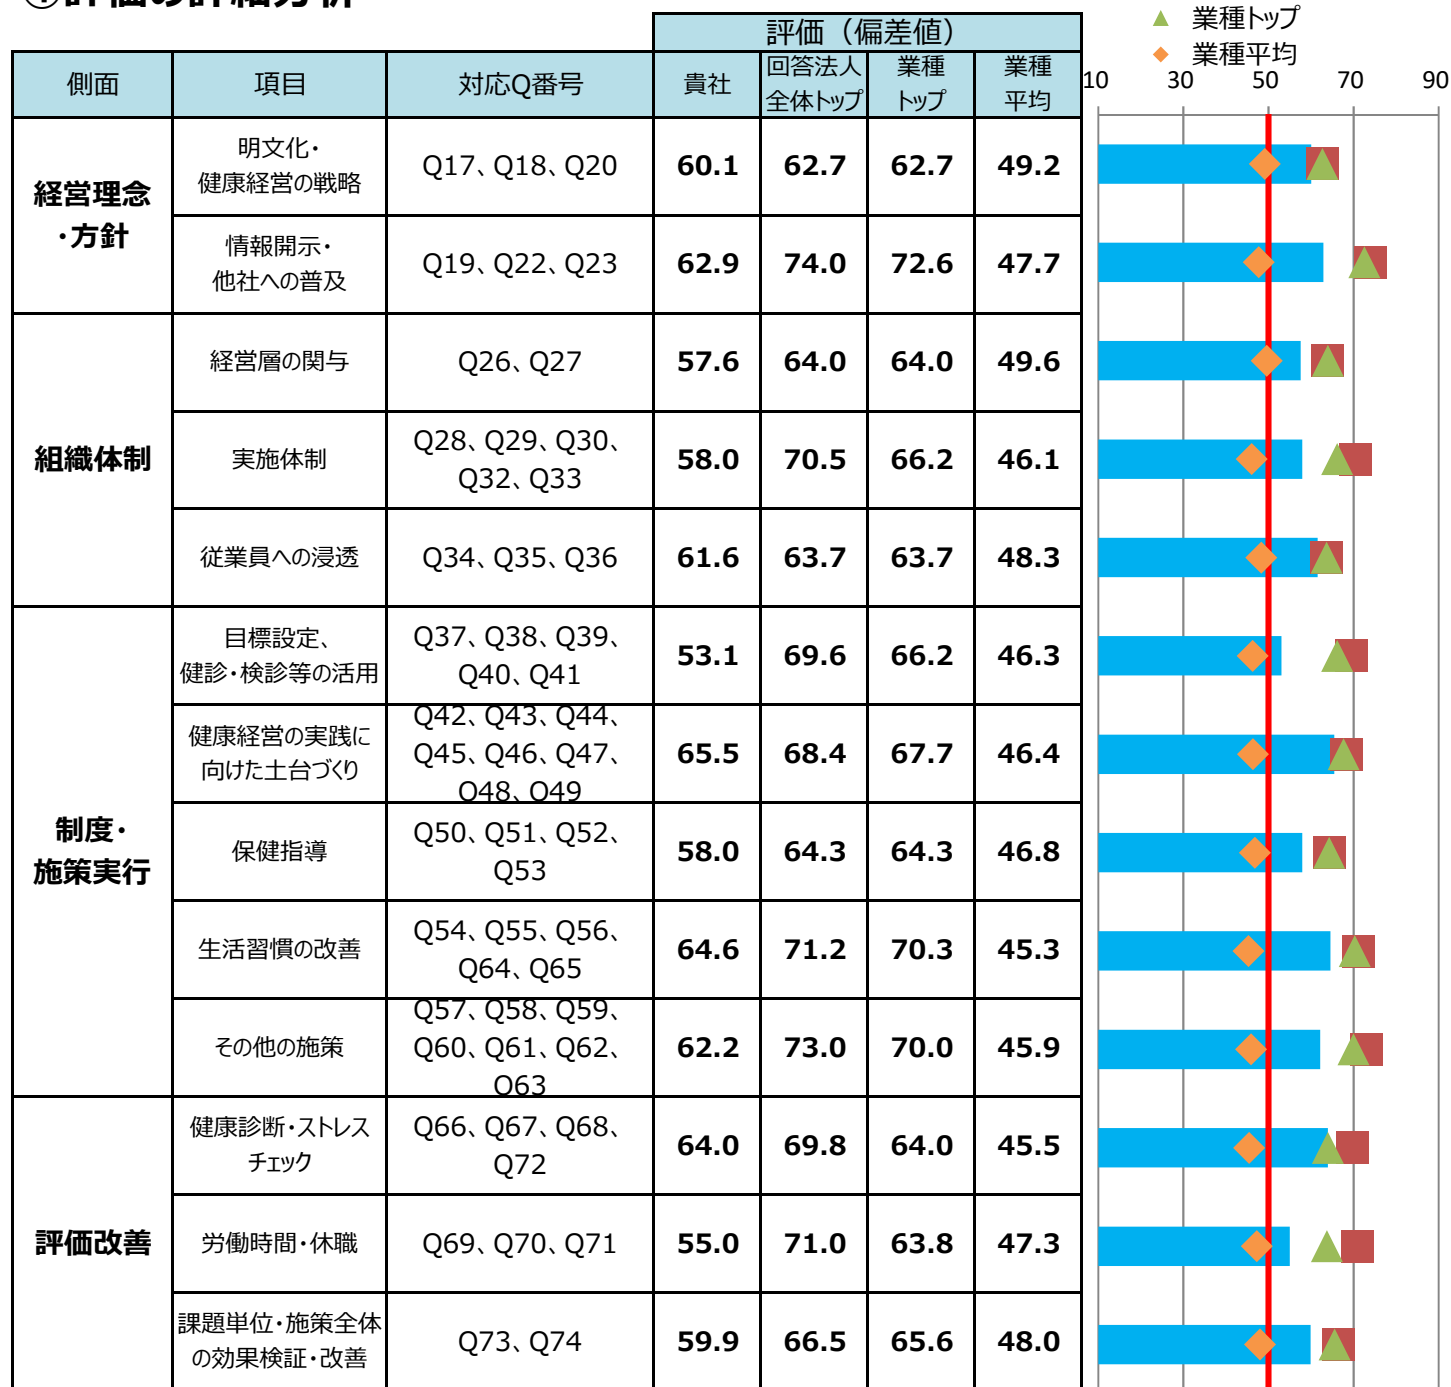 ①評価の詳細分析
▲ 業種トップ
◆ 業種平均
評価（偏差値）
側面 項目 対応Q番号 貴社 回答法人 業種 業種
全体トップ トップ 平均
10 30 50 70 90
経営理念
・方針
明文化・
健康経営の戦略
Q17、Q18、Q20 60.1 62.7 62.7 49.2
情報開示・
他社への普及
Q19、Q22、Q23 62.9 74.0 72.6 47.7
組織体制
経営層の関与 Q26、Q27 57.6 64.0 64.0 49.6
実施体制
Q28、Q29、Q30、
Q32、Q33
58.0 70.5 66.2 46.1
従業員への浸透 Q34、Q35、Q36 61.6 63.7 63.7 48.3
制度・
施策実行
目標設定、
健診・検診等の活用
Q37、Q38、Q39、
Q40、Q41
53.1 69.6 66.2 46.3
健康経営の実践に
向けた土台づくり
Q42、Q43、Q44、
Q45、Q46、Q47、
Q48、Q49
65.5 68.4 67.7 46.4
保健指導
Q50、Q51、Q52、
Q53
58.0 64.3 64.3 46.8
生活習慣の改善
Q54、Q55、Q56、
Q64、Q65
64.6 71.2 70.3 45.3
その他の施策
Q57、Q58、Q59、
Q60、Q61、Q62、
Q63
62.2 73.0 70.0 45.9
評価改善
健康診断・ストレス
チェック
Q66、Q67、Q68、
Q72
64.0 69.8 64.0 45.5
労働時間・休職 Q69、Q70、Q71 55.0 71.0 63.8 47.3
課題単位・施策全体
の効果検証・改善
Q73、Q74 59.9 66.5 65.6 48.0